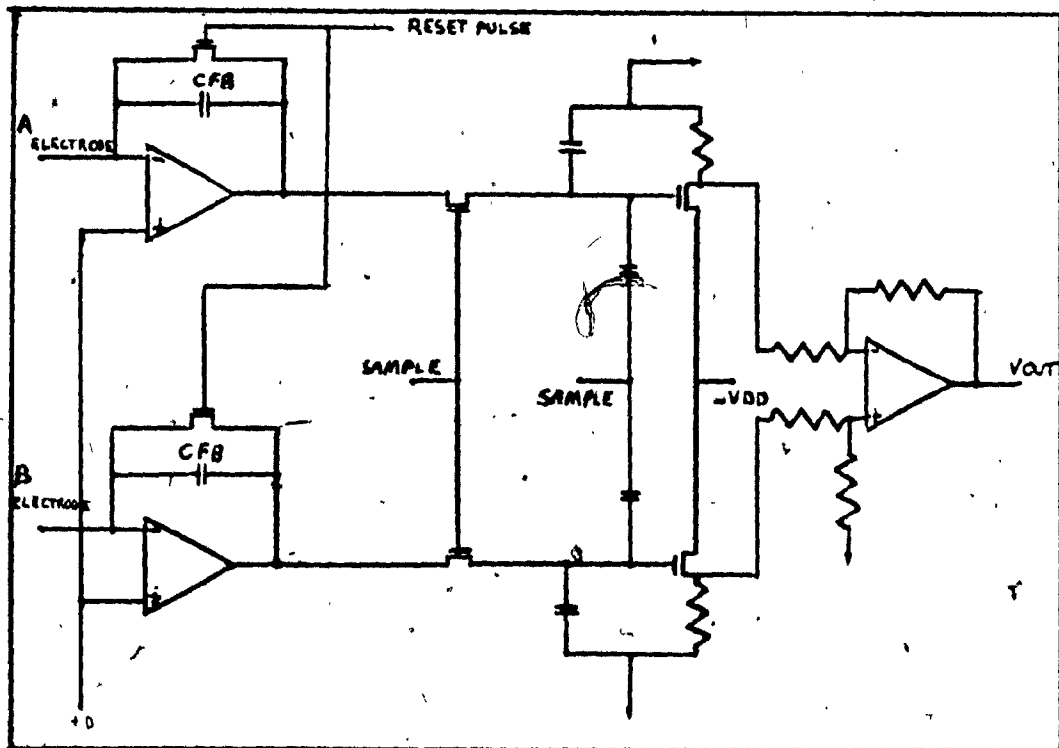 RESET PULSE
CFB
A
ELECTRODE
-
+
SAMPLE
SAMPLE
-VDD
-
+
VOUT
CFB
B
ELECTRODE
-
+